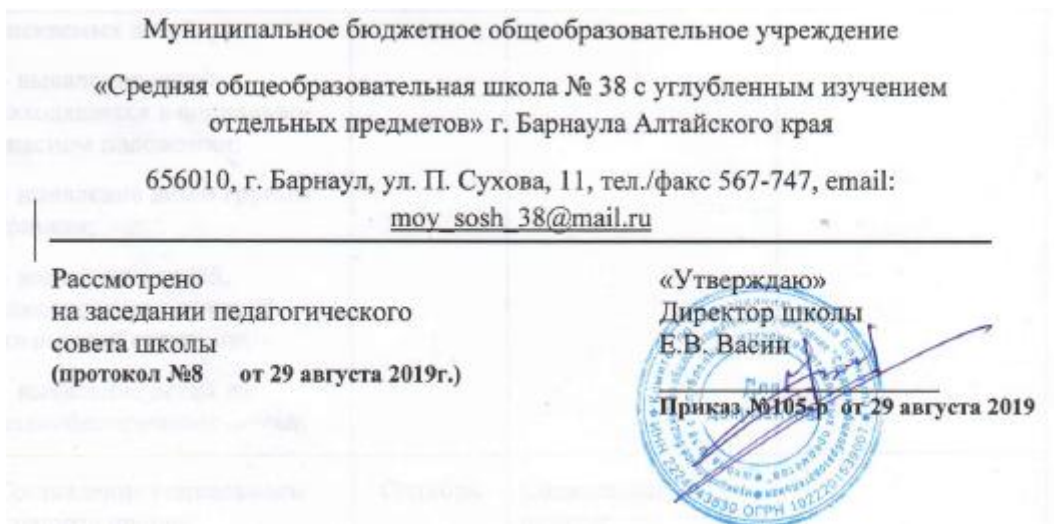 Муниципальное бюджетное общеобразовательное учреждение
«Средняя общеобразовательная школа № 38 с углубленным изучением
отдельных предметов» г. Барнаула Алтайского края
656010, г. Барнаул, ул. П. Сухова, 11, тел./факс 567-747, email:
moy_sosh_38@mail.ru
Рассмотрено
на заседании педагогического
совета школы
(протокол №8 от 29 августа 2019г.)
«Утверждаю»
Директор школы
Е.В. Васин
Приказ №105-р от 29 августа 2019